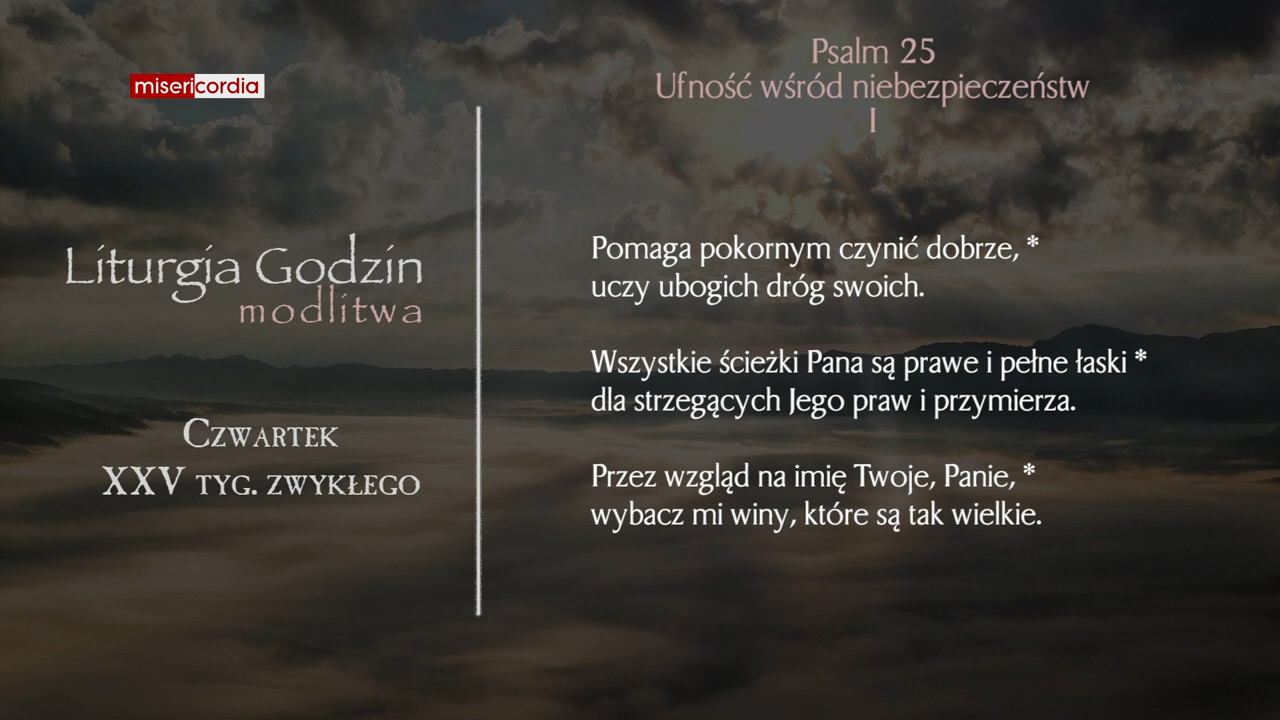 misericordia
Liturgia Godzin
modlitwa
Czwartek
XXV tyg. zwykłego
Psalm 25
Ufność wśród niebezpieczeństw
I
Pomaga pokornym czynić dobrze, *
uczy ubogich dróg swoich.
Wszystkie ścieżki Pana są prawe i pełne łaski *
dla strzegących Jego praw i przymierza.
Przez wzgląd na imię Twoje, Panie, *
wybacz mi winy, które są tak wielkie.